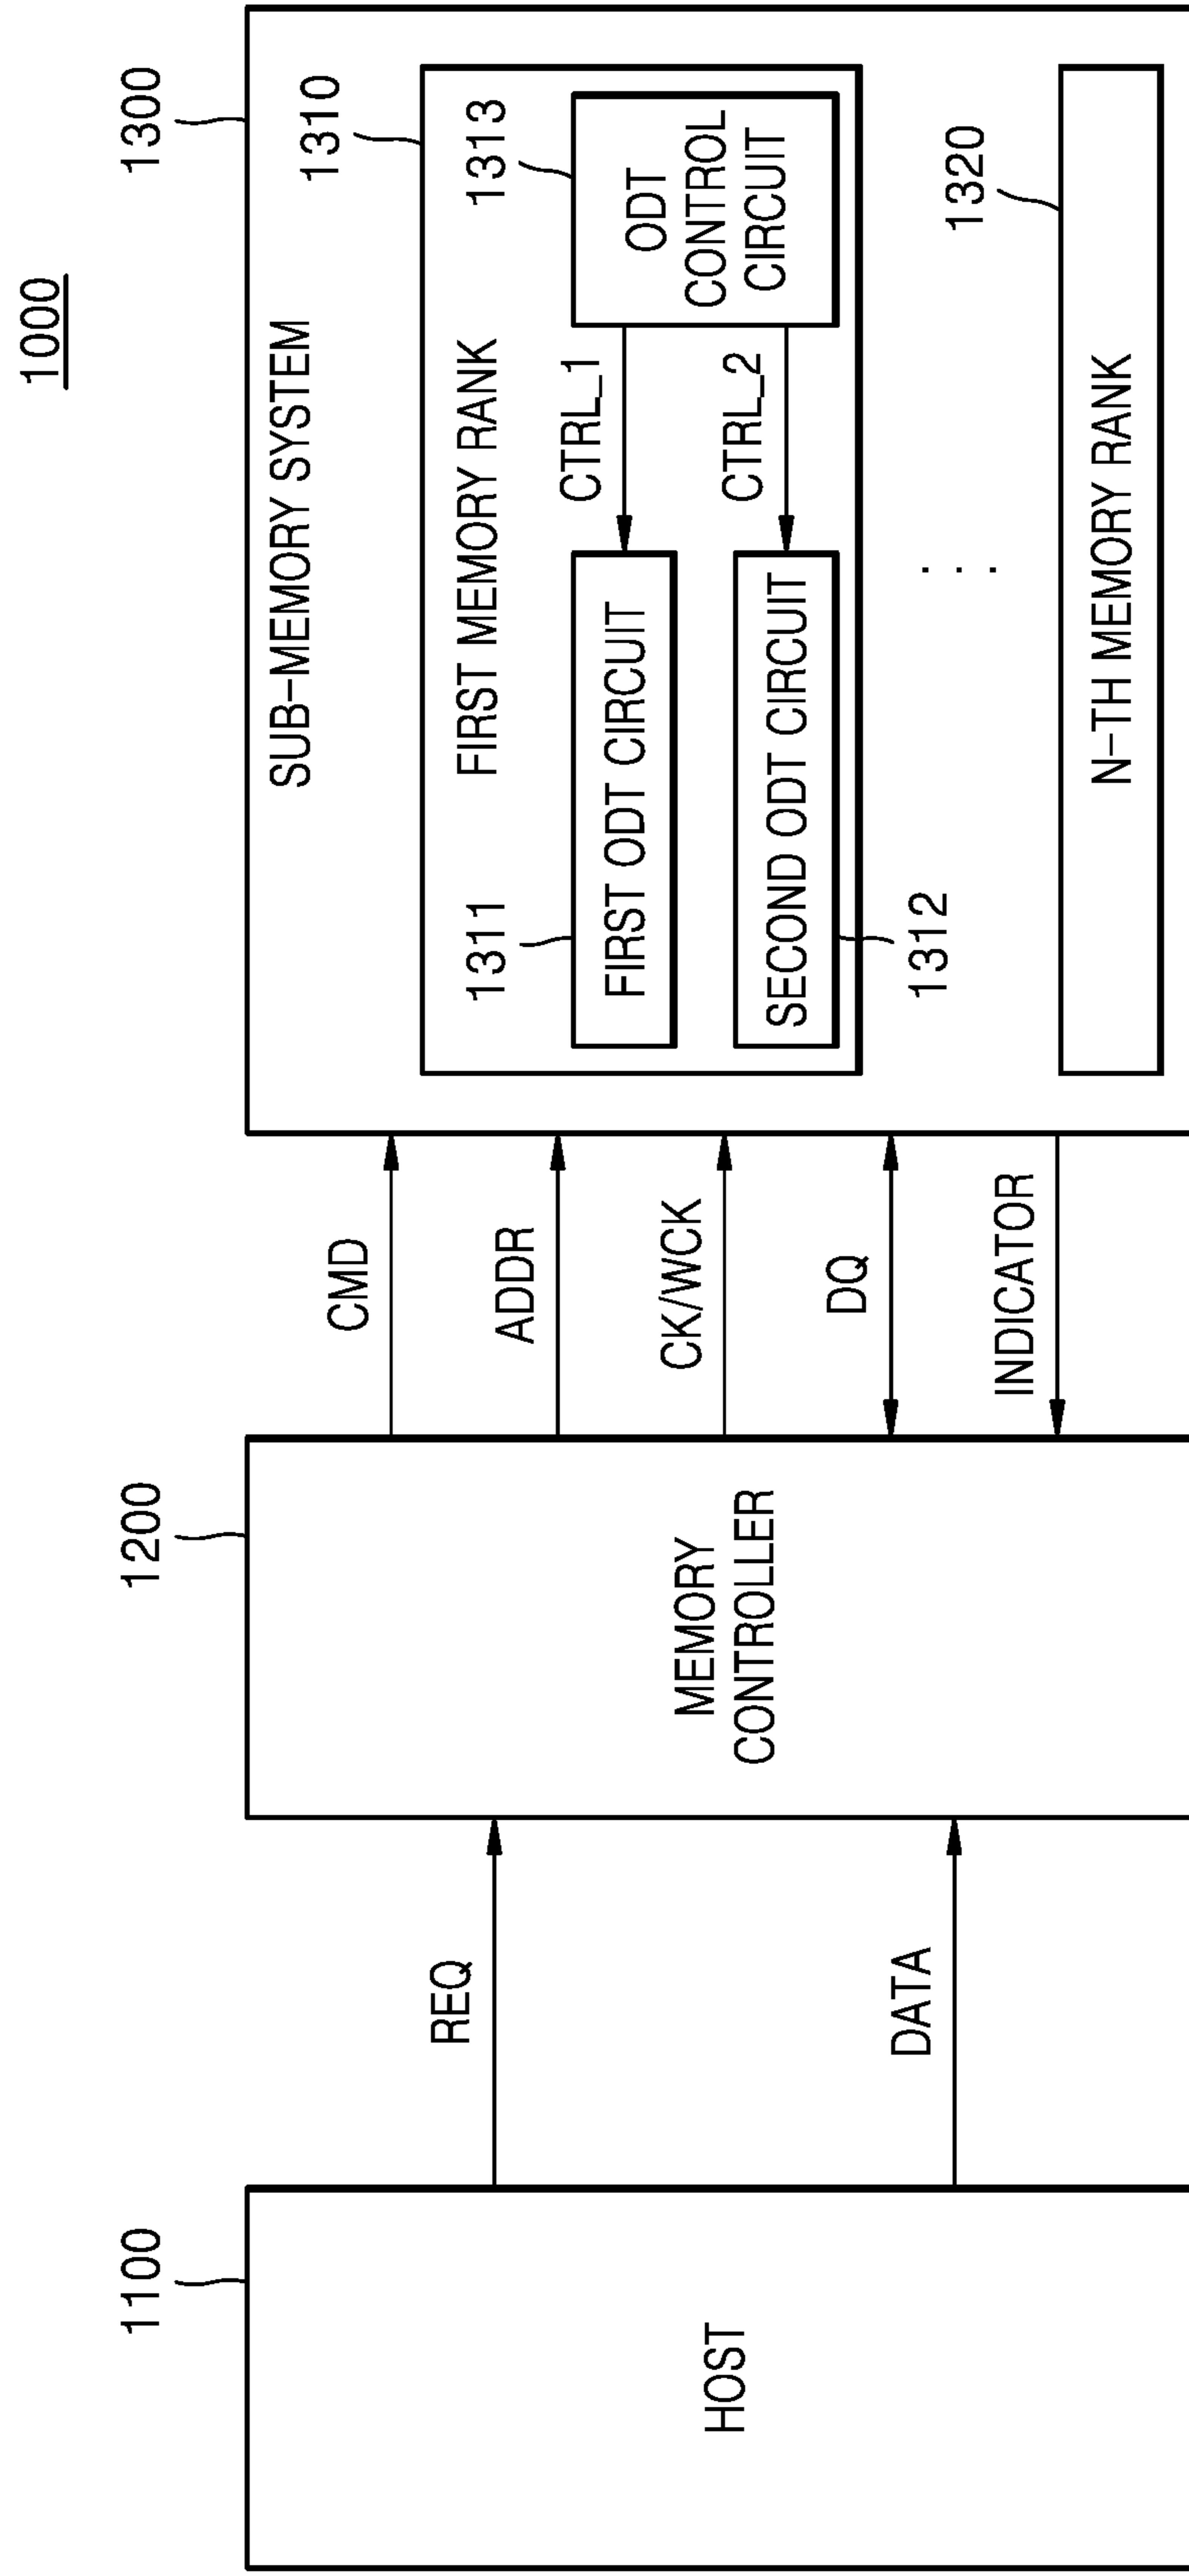 1000
1100
HOST
REQ
DATA
1200
MEMORY
CONTROLLER
CMD
ADDR
CK/WCK
DQ
INDICATOR
1300
SUB-MEMORY SYSTEM
1310
FIRST MEMORY RANK
1311
FIRST ODT CIRCUIT
CTRL_1
1313
ODT
CONTROL
CIRCUIT
SECOND ODT CIRCUIT
CTRL_2
1312
. . .
1320
N-TH MEMORY RANK